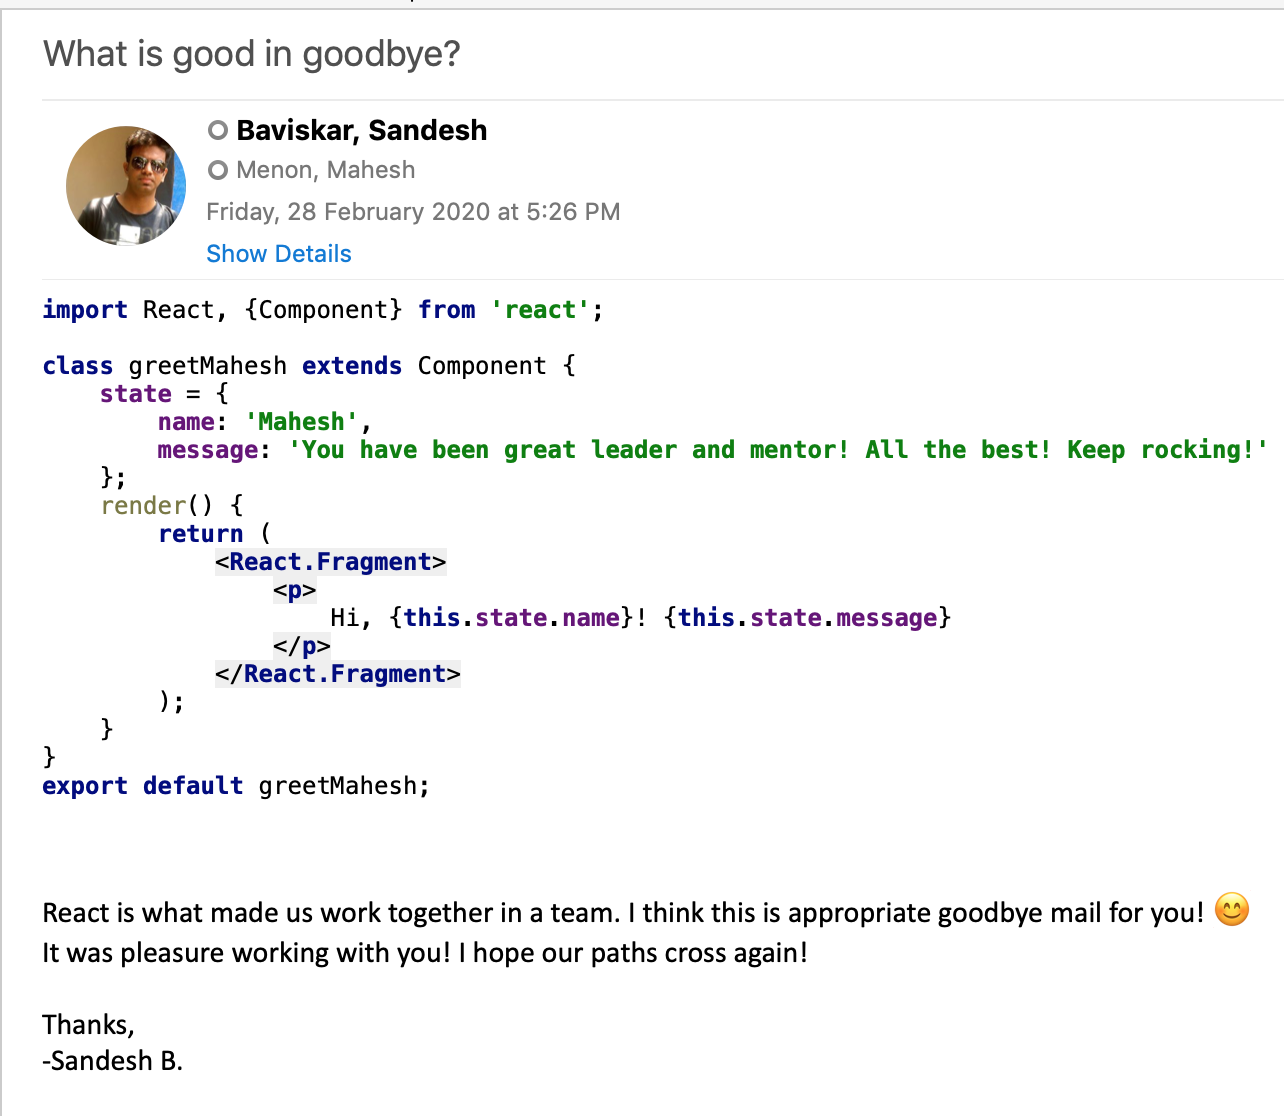 What is good in goodbye?
Baviskar, Sandesh
Menon, Mahesh
Friday, 28 February 2020 at 5:26 PM
Show Details
import React, {Component} from 'react';
class greetMahesh extends Component {
    state = {
        name: 'Mahesh',
        message: 'You have been great leader and mentor! All the best! Keep rocking!'
    };
    render() {
        return (
            <React.Fragment>
                <p>
                    Hi, {this.state.name}! {this.state.message}
                </p>
            </React.Fragment>
        );
    }
}
export default greetMahesh;
React is what made us work together in a team. I think this is appropriate goodbye mail for you! 😊
It was pleasure working with you! I hope our paths cross again!
Thanks,
-Sandesh B.